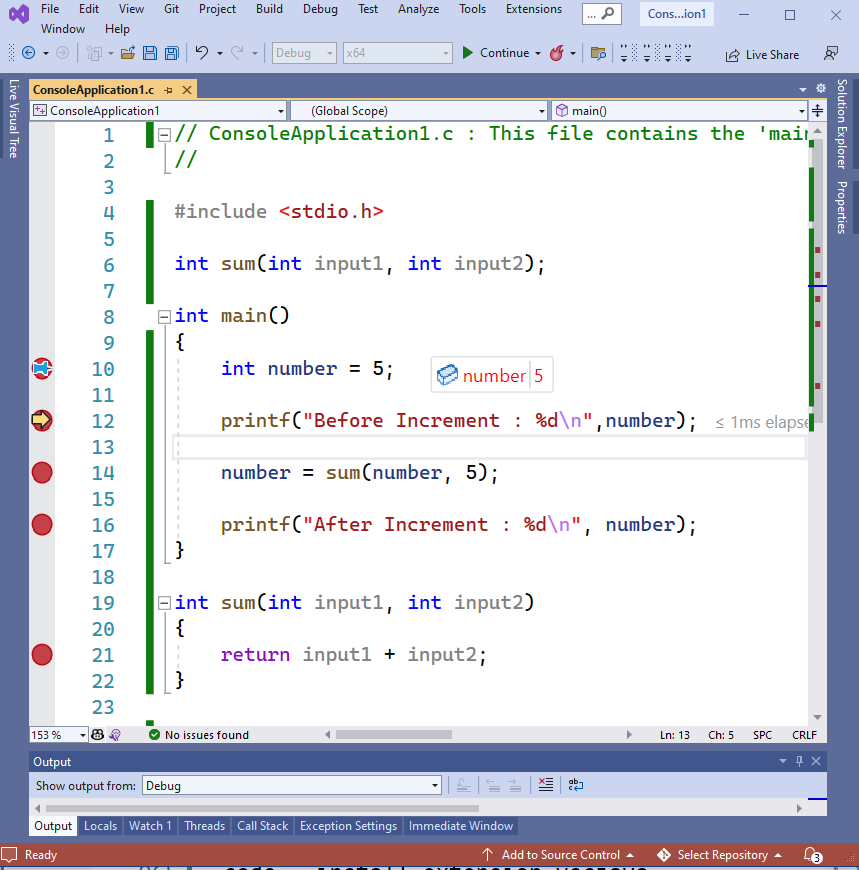 File Edit View Git Project Build Debug Test Analyze Tools Extensions ... Cons...ion1
Window Help
Debug x64 Continue Live Share
Live Visual Tree
ConsoleApplication1.c
ConsoleApplication1 (Global Scope) main()
Solution Explorer
Properties
1 // ConsoleApplication1.c : This file contains the 'mai
2 //
3
4 #include <stdio.h>
5
6 int sum(int input1, int input2);
7
8 int main()
9 {
10 int number = 5; number 5
11
12 printf("Before Increment : %d\n",number); ≤ 1ms elapse
13
14 number = sum(number, 5);
15
16 printf("After Increment : %d\n", number);
17 }
18
19 int sum(int input1, int input2)
20 {
21 return input1 + input2;
22 }
23
153 % No issues found Ln: 13 Ch: 5 SPC CRLF
Output
Show output from: Debug
Output Locals Watch 1 Threads Call Stack Exception Settings Immediate Window
Ready Add to Source Control Select Repository 3